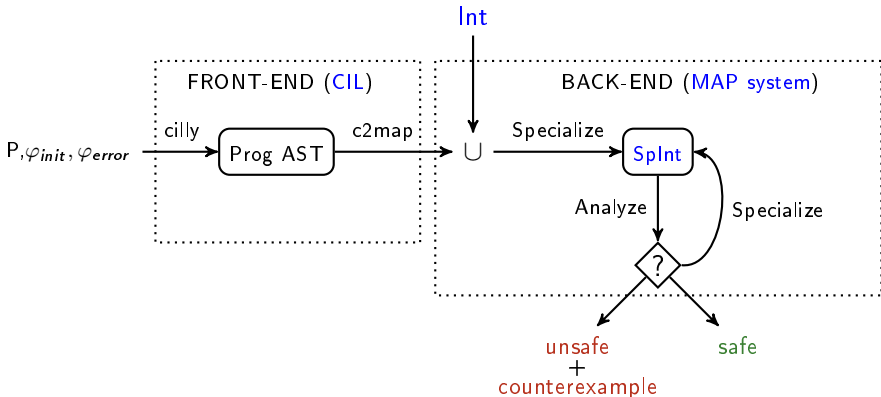 Int
FRONT-END (CIL)
BACK-END (MAP system)
cilly
c2map
Specialize
P,φinit, φerror
Prog AST
∪
SpInt
Analyze
Specialize
?
unsafe
safe
+
counterexample